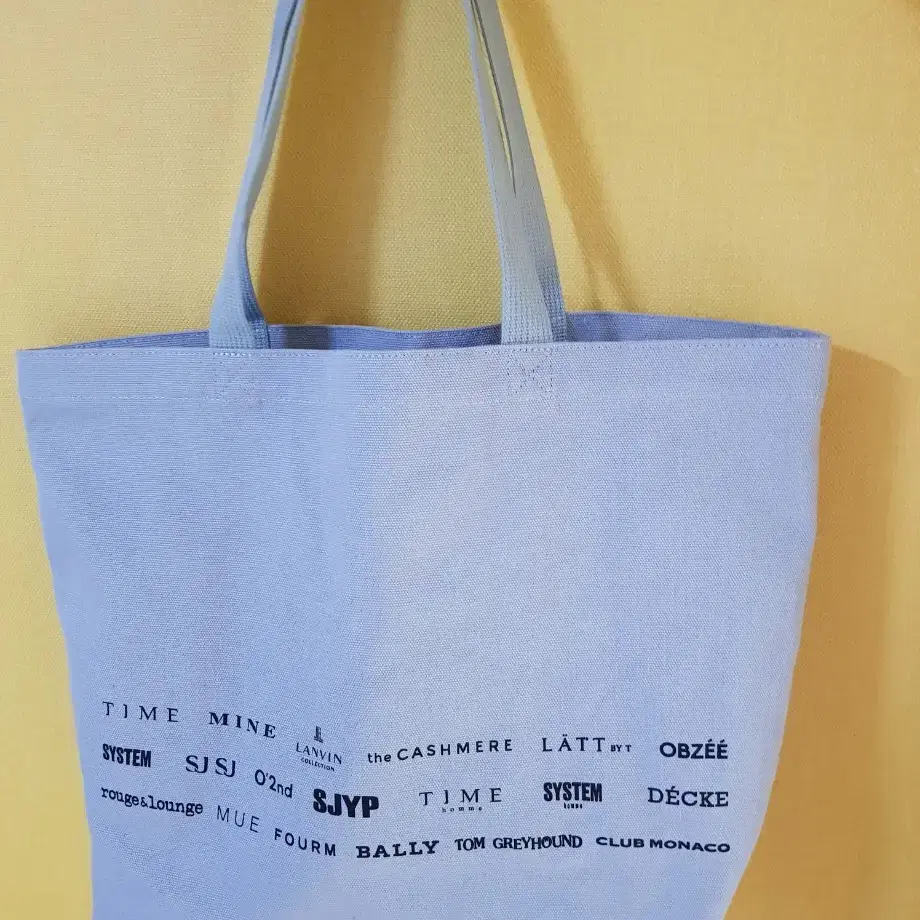 TIME MINE LANVIN COLLECTION the CASHMERE LÄTT BY T OBZÉÉ
SYSTEM SJSJ O'2nd SJYP TIME homme SYSTEM homme DÉCKE
rouge&lounge MUE FOURM BALLY TOM GREYHOUND CLUB MONACO